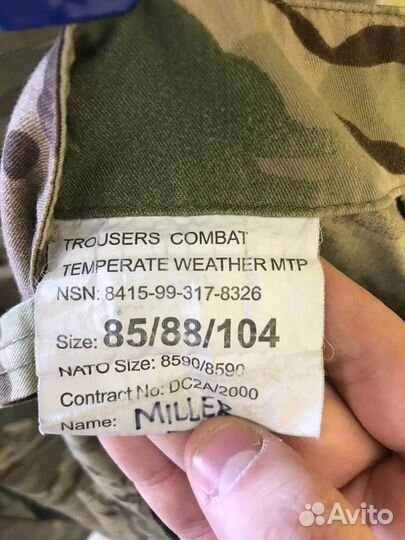 TROUSERS COMBAT
TEMPERATE WEATHER MTP
NSN: 8415-99-317-8326
Size: 85/88/104
NATO Size: 8590/8590
Contract No: DC2A/2000
Name: MILLER
Avito